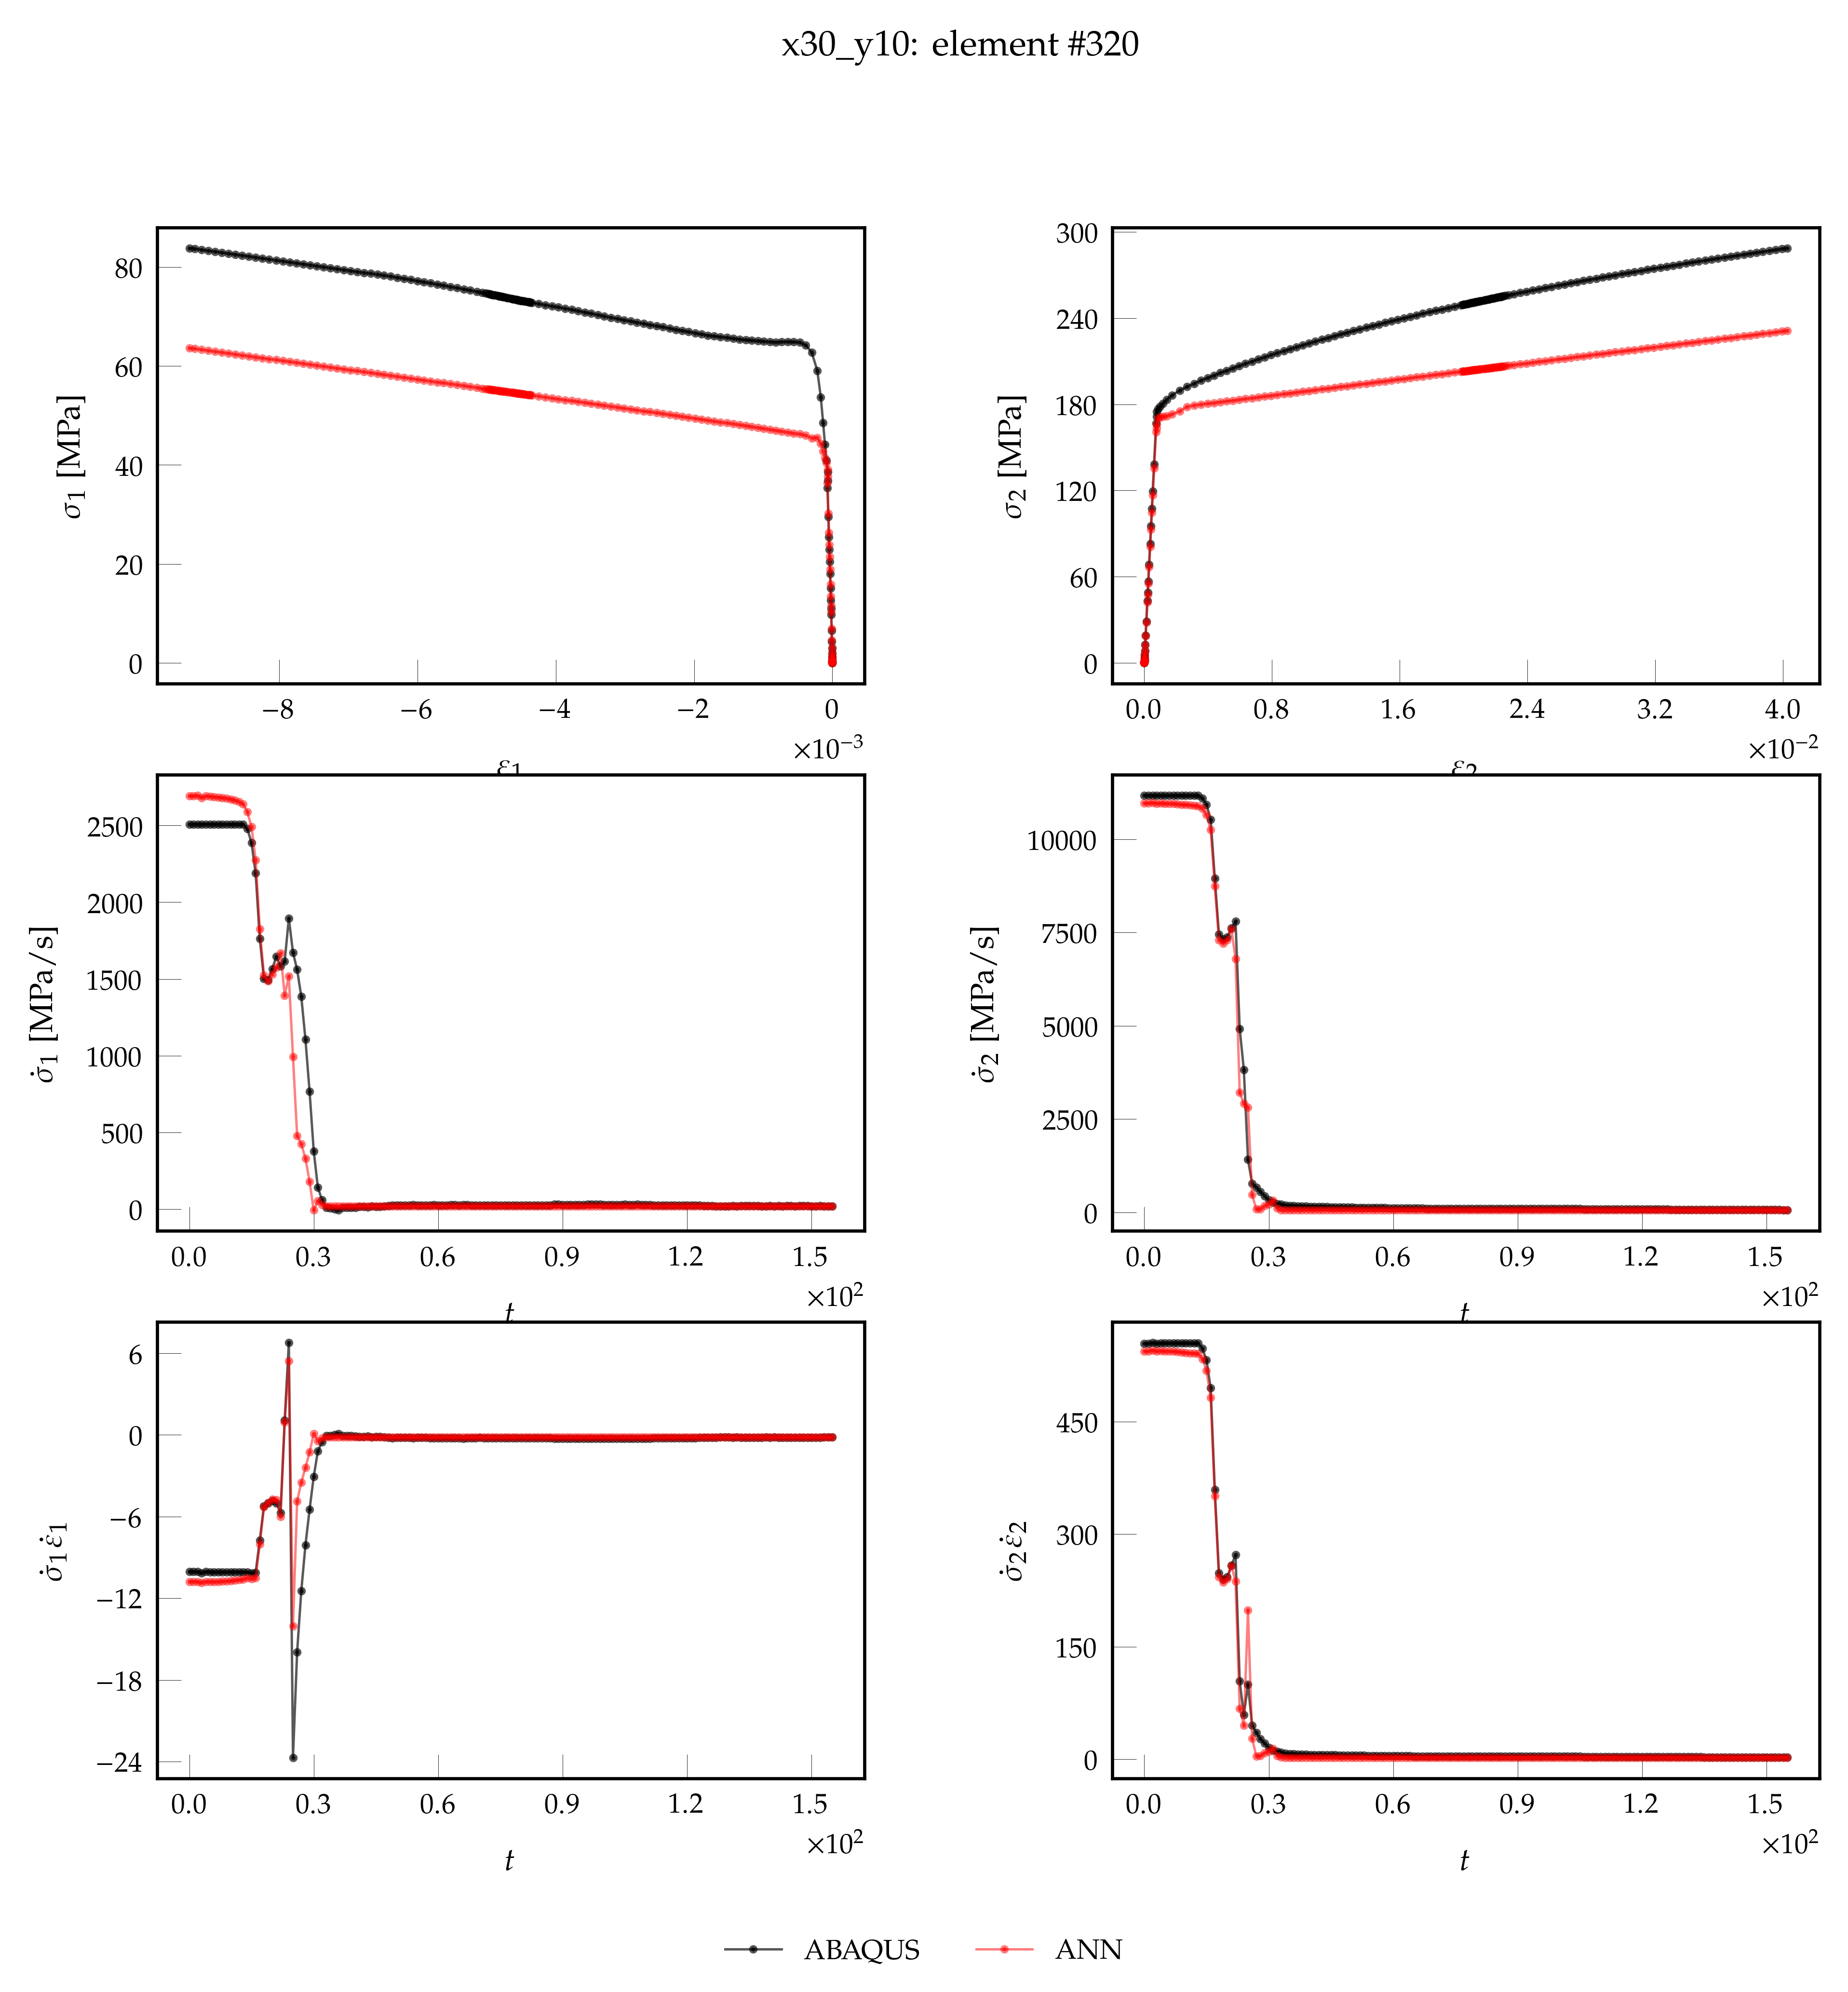 x30_y10: element #320
σ₁ [MPa]
80
60
40
20
0
−8 −6 −4 −2 0
×10⁻³
ε₁
σ₂ [MPa]
300
240
180
120
60
0
0.0 0.8 1.6 2.4 3.2 4.0
×10⁻²
ε₂
σ̇₁ [MPa/s]
2500
2000
1500
1000
500
0
0.0 0.3 0.6 0.9 1.2 1.5
×10²
t
σ̇₂ [MPa/s]
10000
7500
5000
2500
0
0.0 0.3 0.6 0.9 1.2 1.5
×10²
t
σ̇₁ε̇₁
6
0
−6
−12
−18
−24
0.0 0.3 0.6 0.9 1.2 1.5
×10²
t
σ̇₂ε̇₂
450
300
150
0
0.0 0.3 0.6 0.9 1.2 1.5
×10²
t
ABAQUS ANN